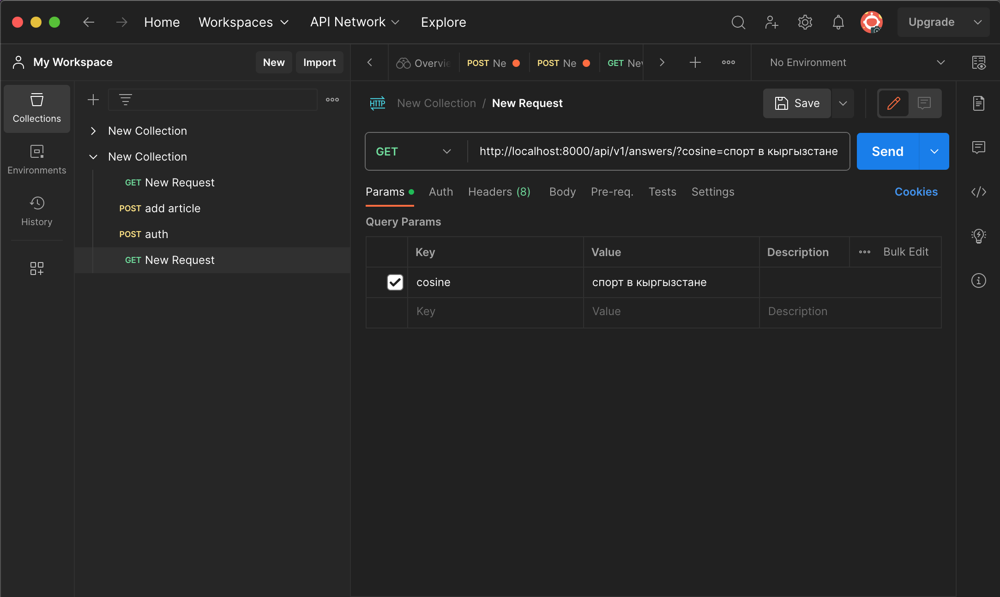 Home Workspaces API Network Explore Upgrade
My Workspace New Import
Overvie POST Ne POST Ne GET Nev No Environment
Collections
Environments
History
New Collection
New Collection
GET New Request
POST add article
POST auth
GET New Request
HTTP New Collection / New Request Save
GET http://localhost:8000/api/v1/answers/?cosine=спорт в кыргызстане Send
Params Auth Headers (8) Body Pre-req. Tests Settings Cookies
Query Params
Key Value Description Bulk Edit
cosine спорт в кыргызстане
Key Value Description